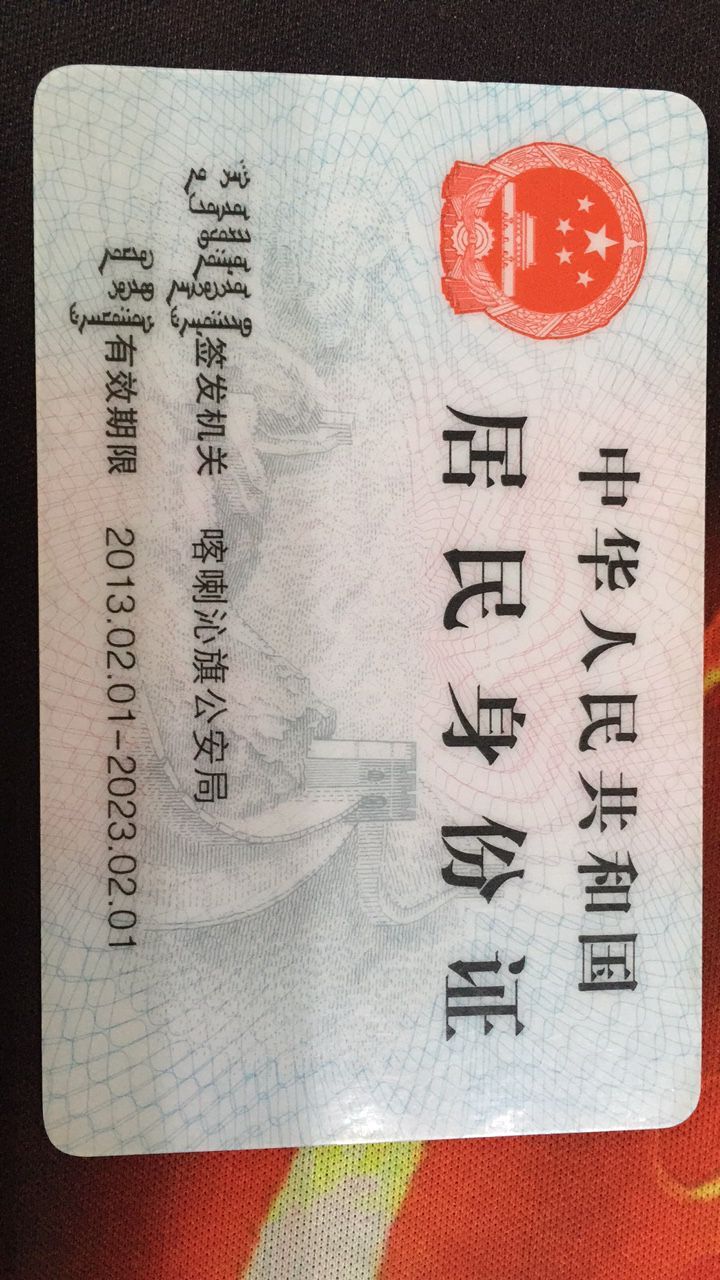 中华人民共和国
居民身份证
签发机关 喀喇沁旗公安局
有效期限 2013.02.01-2023.02.01